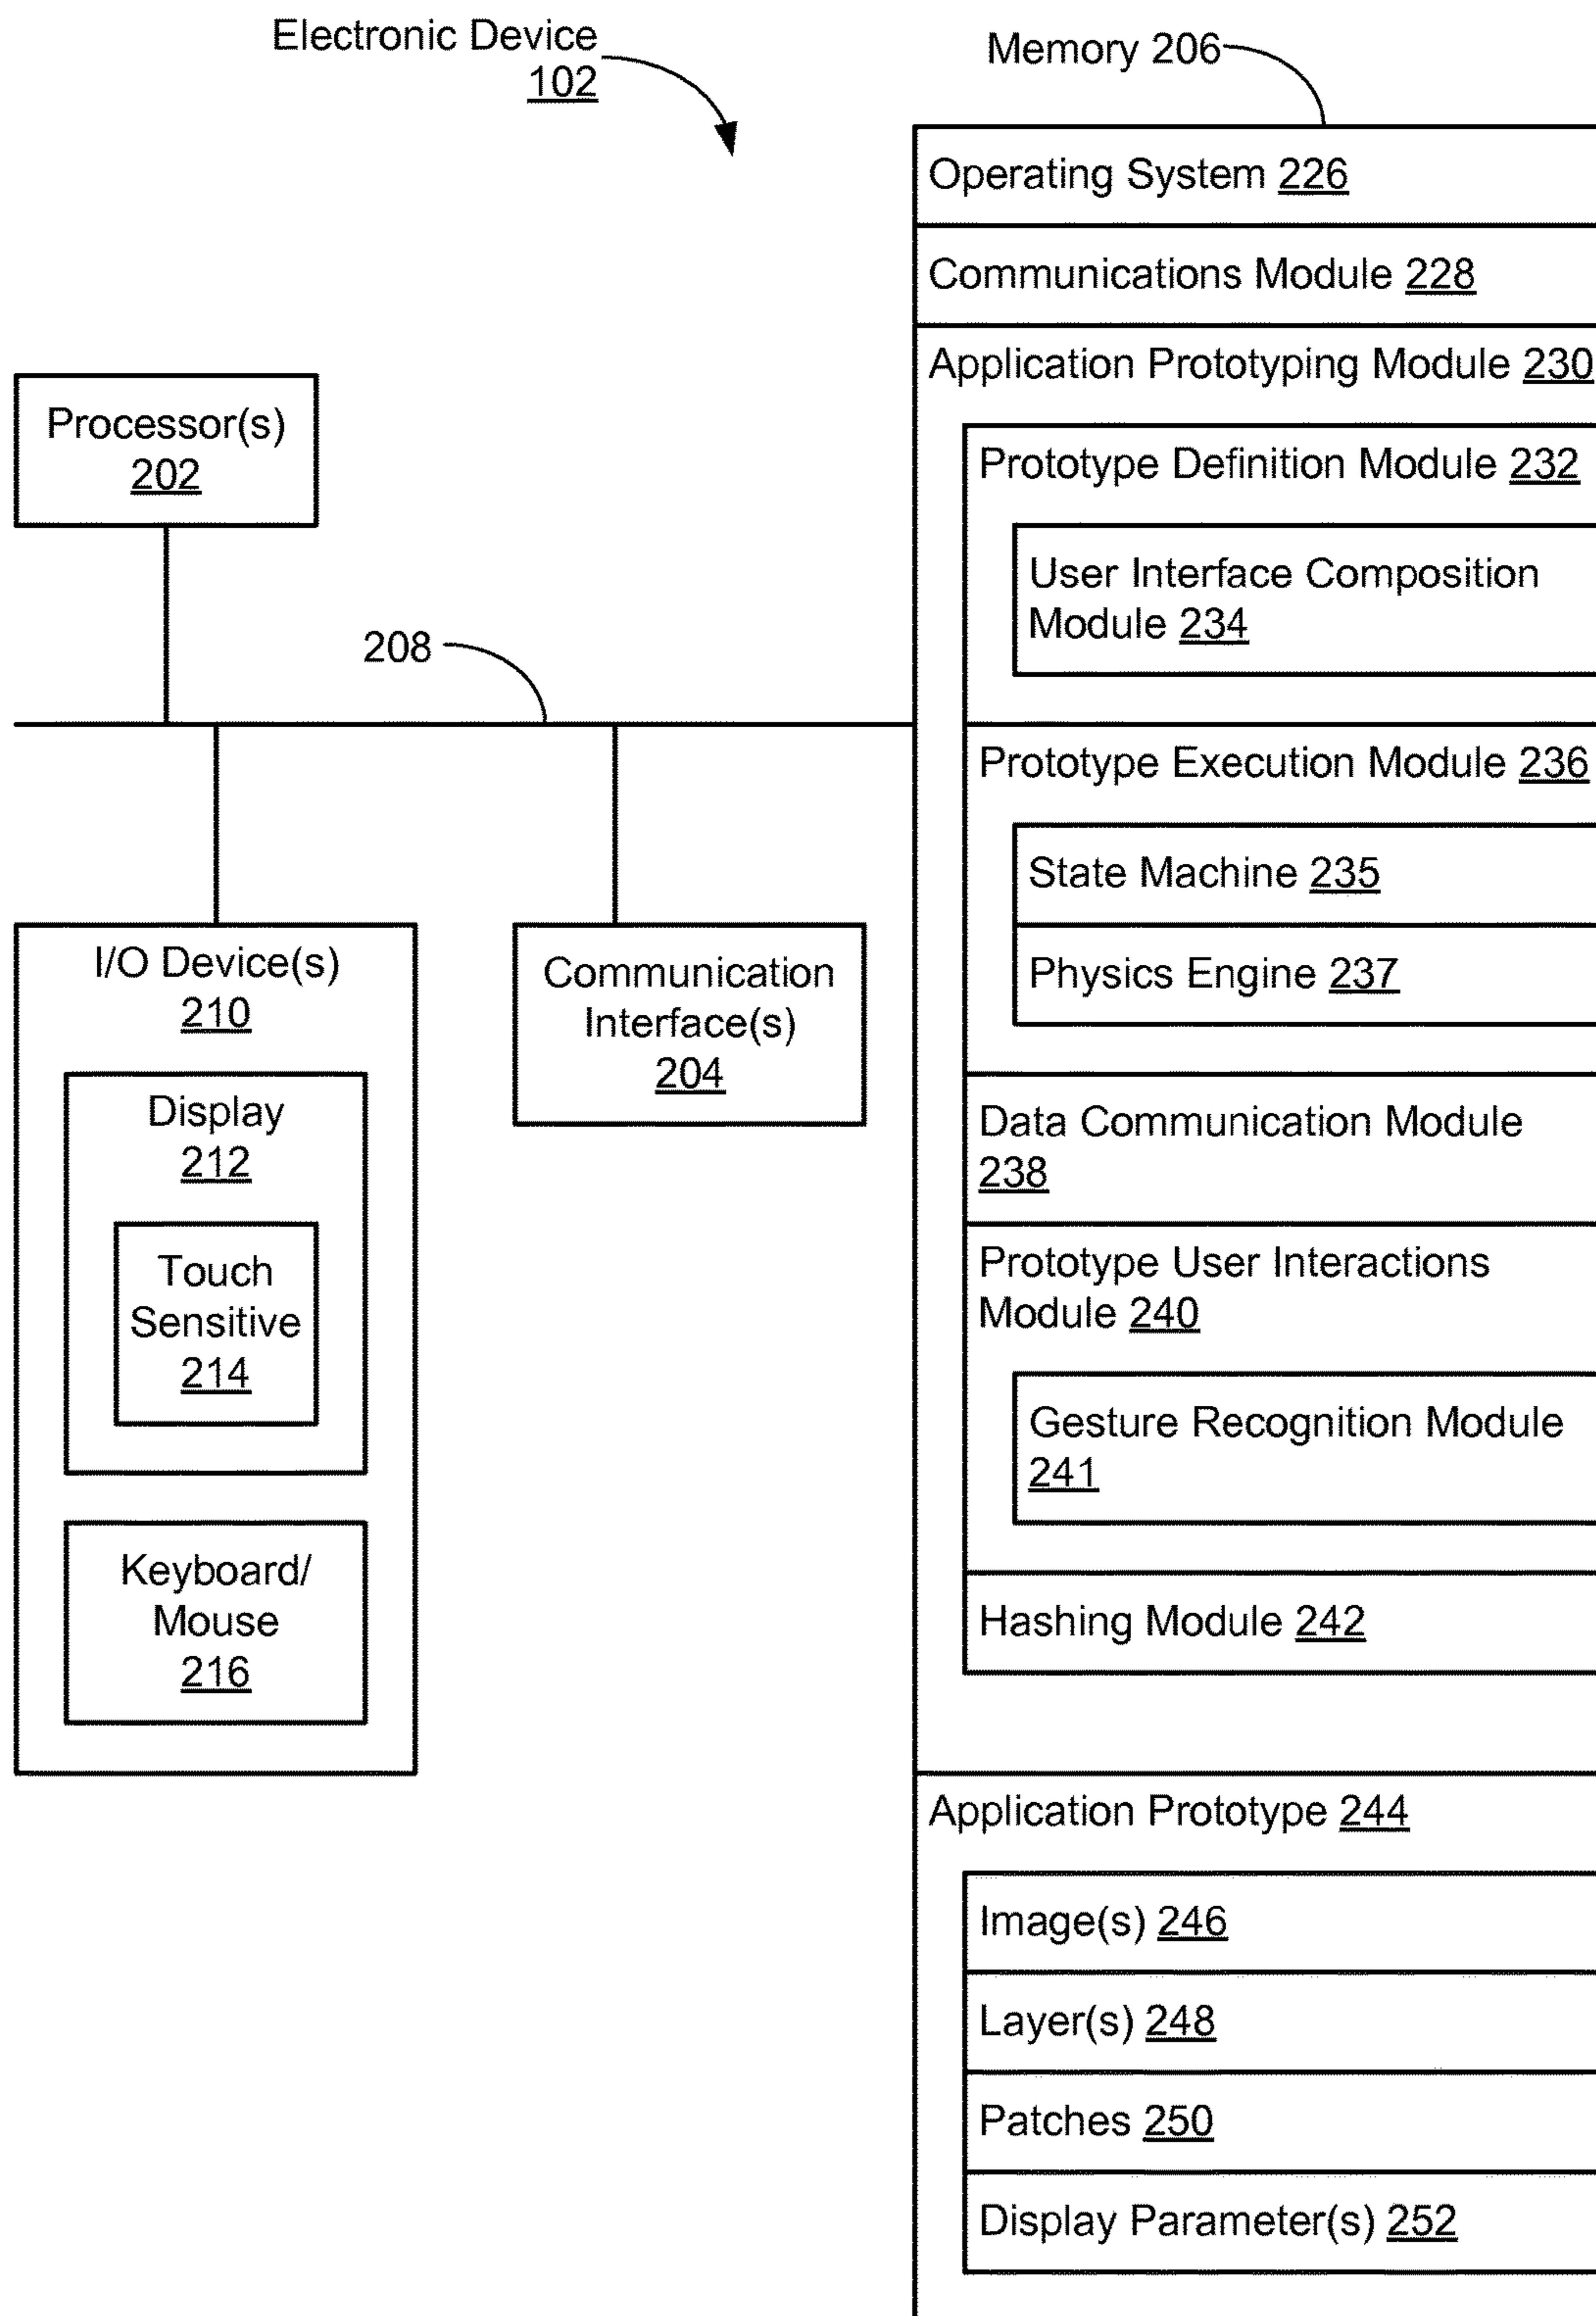 Electronic Device
102
Memory 206
Operating System 226
Communications Module 228
Application Prototyping Module 230
Processor(s)
202
Prototype Definition Module 232
User Interface Composition
Module 234
208
Prototype Execution Module 236
State Machine 235
Physics Engine 237
I/O Device(s)
210
Display
212
Touch
Sensitive
214
Keyboard/
Mouse
216
Communication
Interface(s)
204
Data Communication Module
238
Prototype User Interactions
Module 240
Gesture Recognition Module
241
Hashing Module 242
Application Prototype 244
Image(s) 246
Layer(s) 248
Patches 250
Display Parameter(s) 252